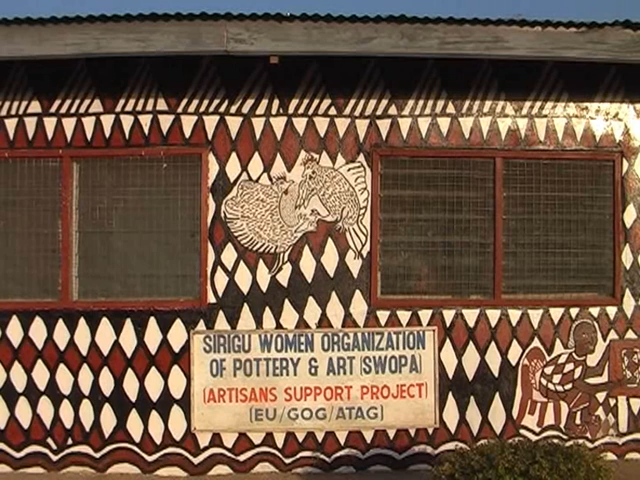 SIRIGU WOMEN ORGANIZATION
OF POTTERY & ART (SWOPA)
(ARTISANS SUPPORT PROJECT)
(EU/GOG/ATAG)